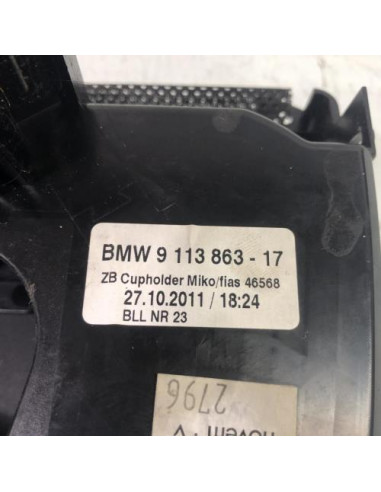 BMW 9 113 863 - 17
ZB Cupholder Miko/fias 46568
27.10.2011 / 18:24
BLL NR 23
2796
novem · V